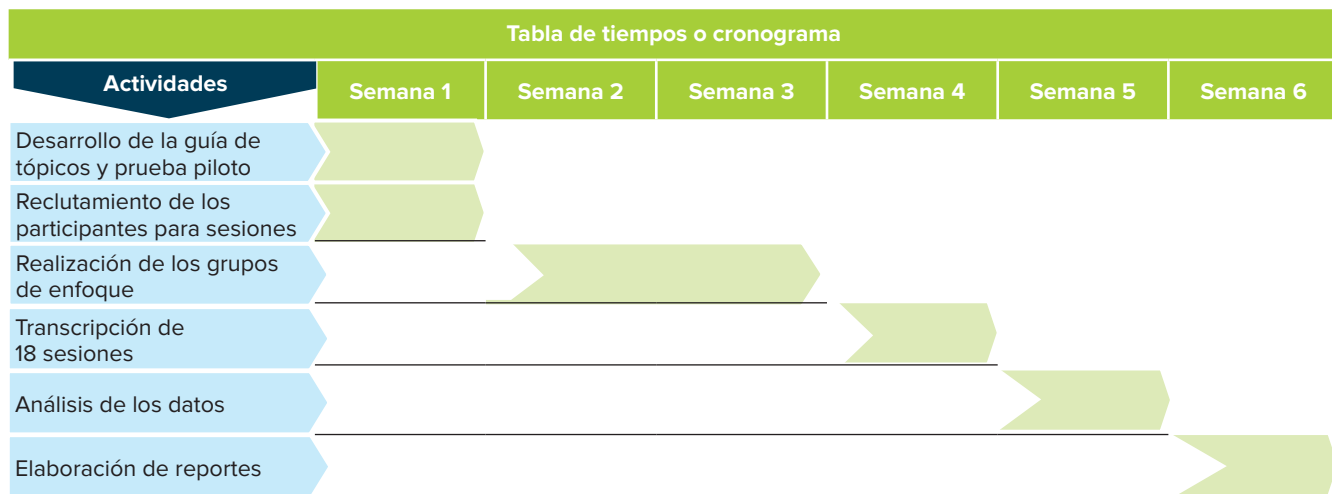 Tabla de tiempos o cronograma
Actividades
Semana 1
Semana 2
Semana 3
Semana 4
Semana 5
Semana 6
Desarrollo de la guía de
tópicos y prueba piloto
Reclutamiento de los
participantes para sesiones
Realización de los grupos
de enfoque
Transcripción de
18 sesiones
Análisis de los datos
Elaboración de reportes